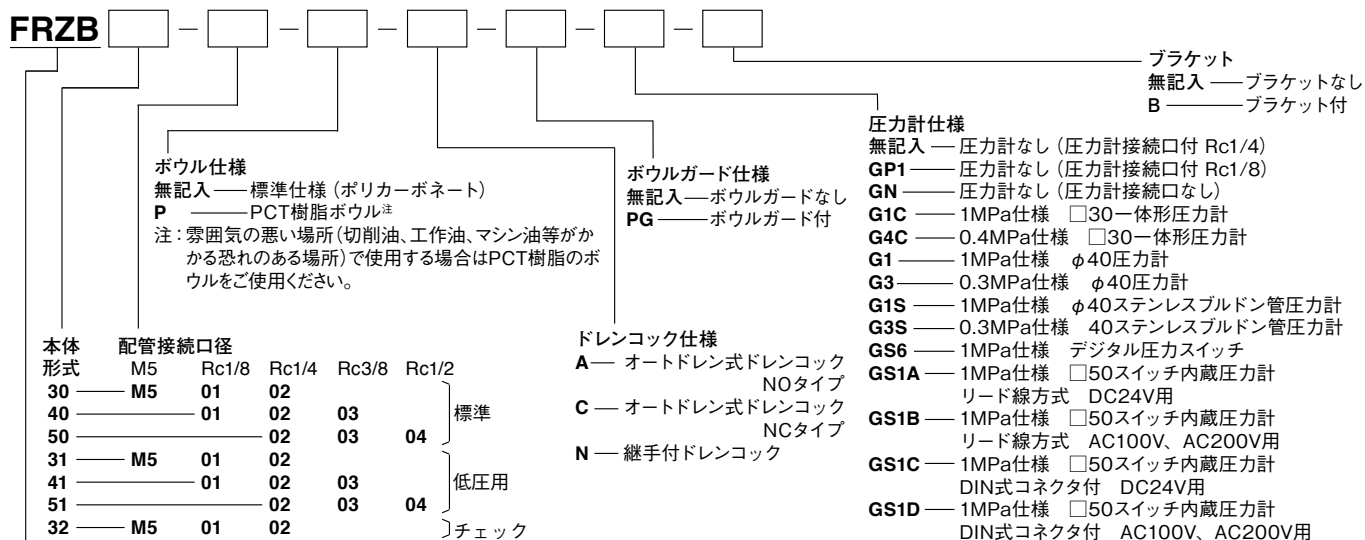 FRZB − − − − − −
ブラケット
無記入 ブラケットなし
B ブラケット付
圧力計仕様
無記入 圧力計なし（圧力計接続口付 Rc1/4）
GP1 圧力計なし（圧力計接続口付 Rc1/8）
GN 圧力計なし（圧力計接続口なし）
G1C 1MPa仕様 □30一体形圧力計
G4C 0.4MPa仕様 □30一体形圧力計
G1 1MPa仕様 φ40圧力計
G3 0.3MPa仕様 φ40圧力計
G1S 1MPa仕様 φ40ステンレスブルドン管圧力計
G3S 0.3MPa仕様 40ステンレスブルドン管圧力計
GS6 1MPa仕様 デジタル圧力スイッチ
GS1A 1MPa仕様 □50スイッチ内蔵圧力計
リード線方式 DC24V用
GS1B 1MPa仕様 □50スイッチ内蔵圧力計
リード線方式 AC100V、AC200V用
GS1C 1MPa仕様 □50スイッチ内蔵圧力計
DIN式コネクタ付 DC24V用
GS1D 1MPa仕様 □50スイッチ内蔵圧力計
DIN式コネクタ付 AC100V、AC200V用
ボウルガード仕様
無記入 ボウルガードなし
PG ボウルガード付
ボウル仕様
無記入 標準仕様（ポリカーボネート）
P PCT樹脂ボウル注
注：雰囲気の悪い場所（切削油、工作油、マシン油等がか
かる恐れのある場所）で使用する場合はPCT樹脂のボ
ウルをご使用ください。
ドレンコック仕様
A オートドレン式ドレンコック
NOタイプ
C オートドレン式ドレンコック
NCタイプ
N 継手付ドレンコック
本体 配管接続口径
形式 M5 Rc1/8 Rc1/4 Rc3/8 Rc1/2
30 M5 01 02
40 01 02 03 標準
50 02 03 04
31 M5 01 02
41 01 02 03 低圧用
51 02 03 04
32 M5 01 02 チェック